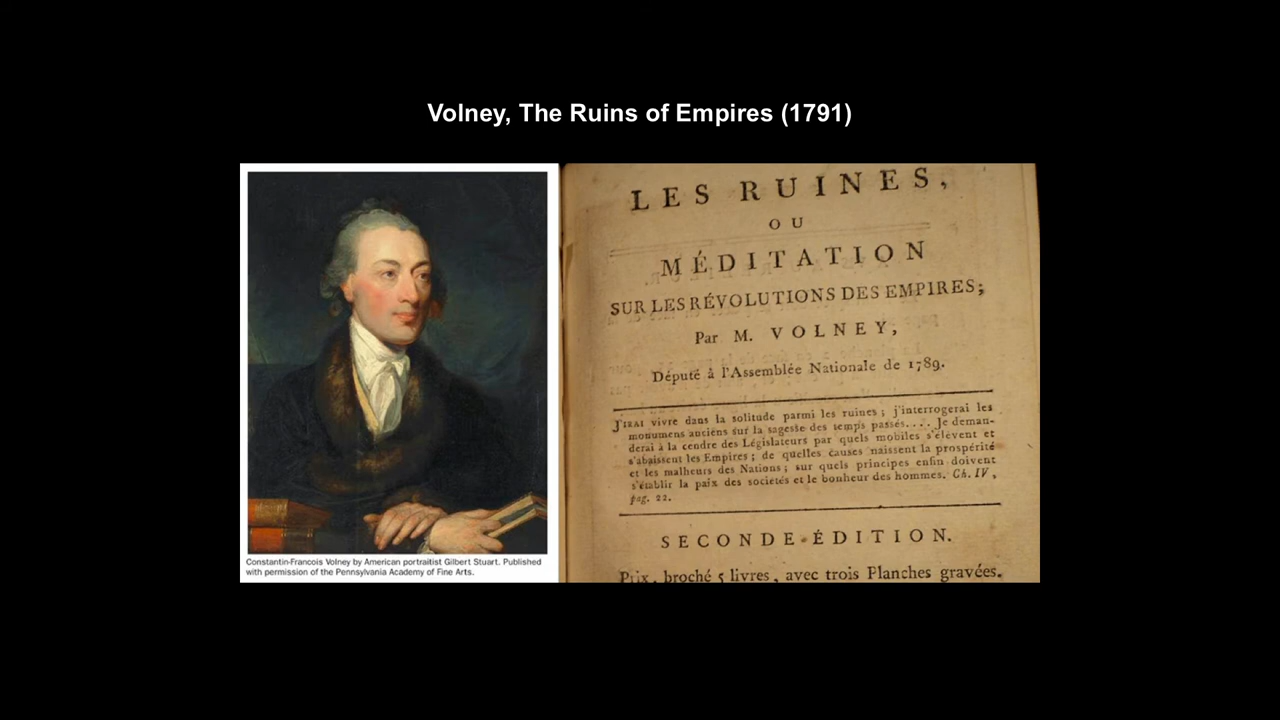 Volney, The Ruins of Empires (1791)
Constantin-Francois Volney by American portraitist Gilbert Stuart. Published
with permission of the Pennsylvania Academy of Fine Arts.
LES RUINES,
OU
MÉDITATION
SUR LES RÉVOLUTIONS DES EMPIRES;
Par M. VOLNEY,
Député à l'Assemblée Nationale de 1789.
J'IRAI vivre dans la solitude parmi les ruines ; j'interrogerai les
monumens anciens sur la sagesse des temps passés.... Je deman-
derai à la cendre des Législateurs par quels mobiles s'élèvent et
s'abaissent les Empires ; de quelles causes naissent la prospérité
et les malheurs des Nations ; sur quels principes enfin doivent
s'établir la paix des sociétés et le bonheur des hommes. Ch. IV,
pag. 22.
SECONDE ÉDITION.
Prix, broché 5 livres, avec trois Planches gravées.